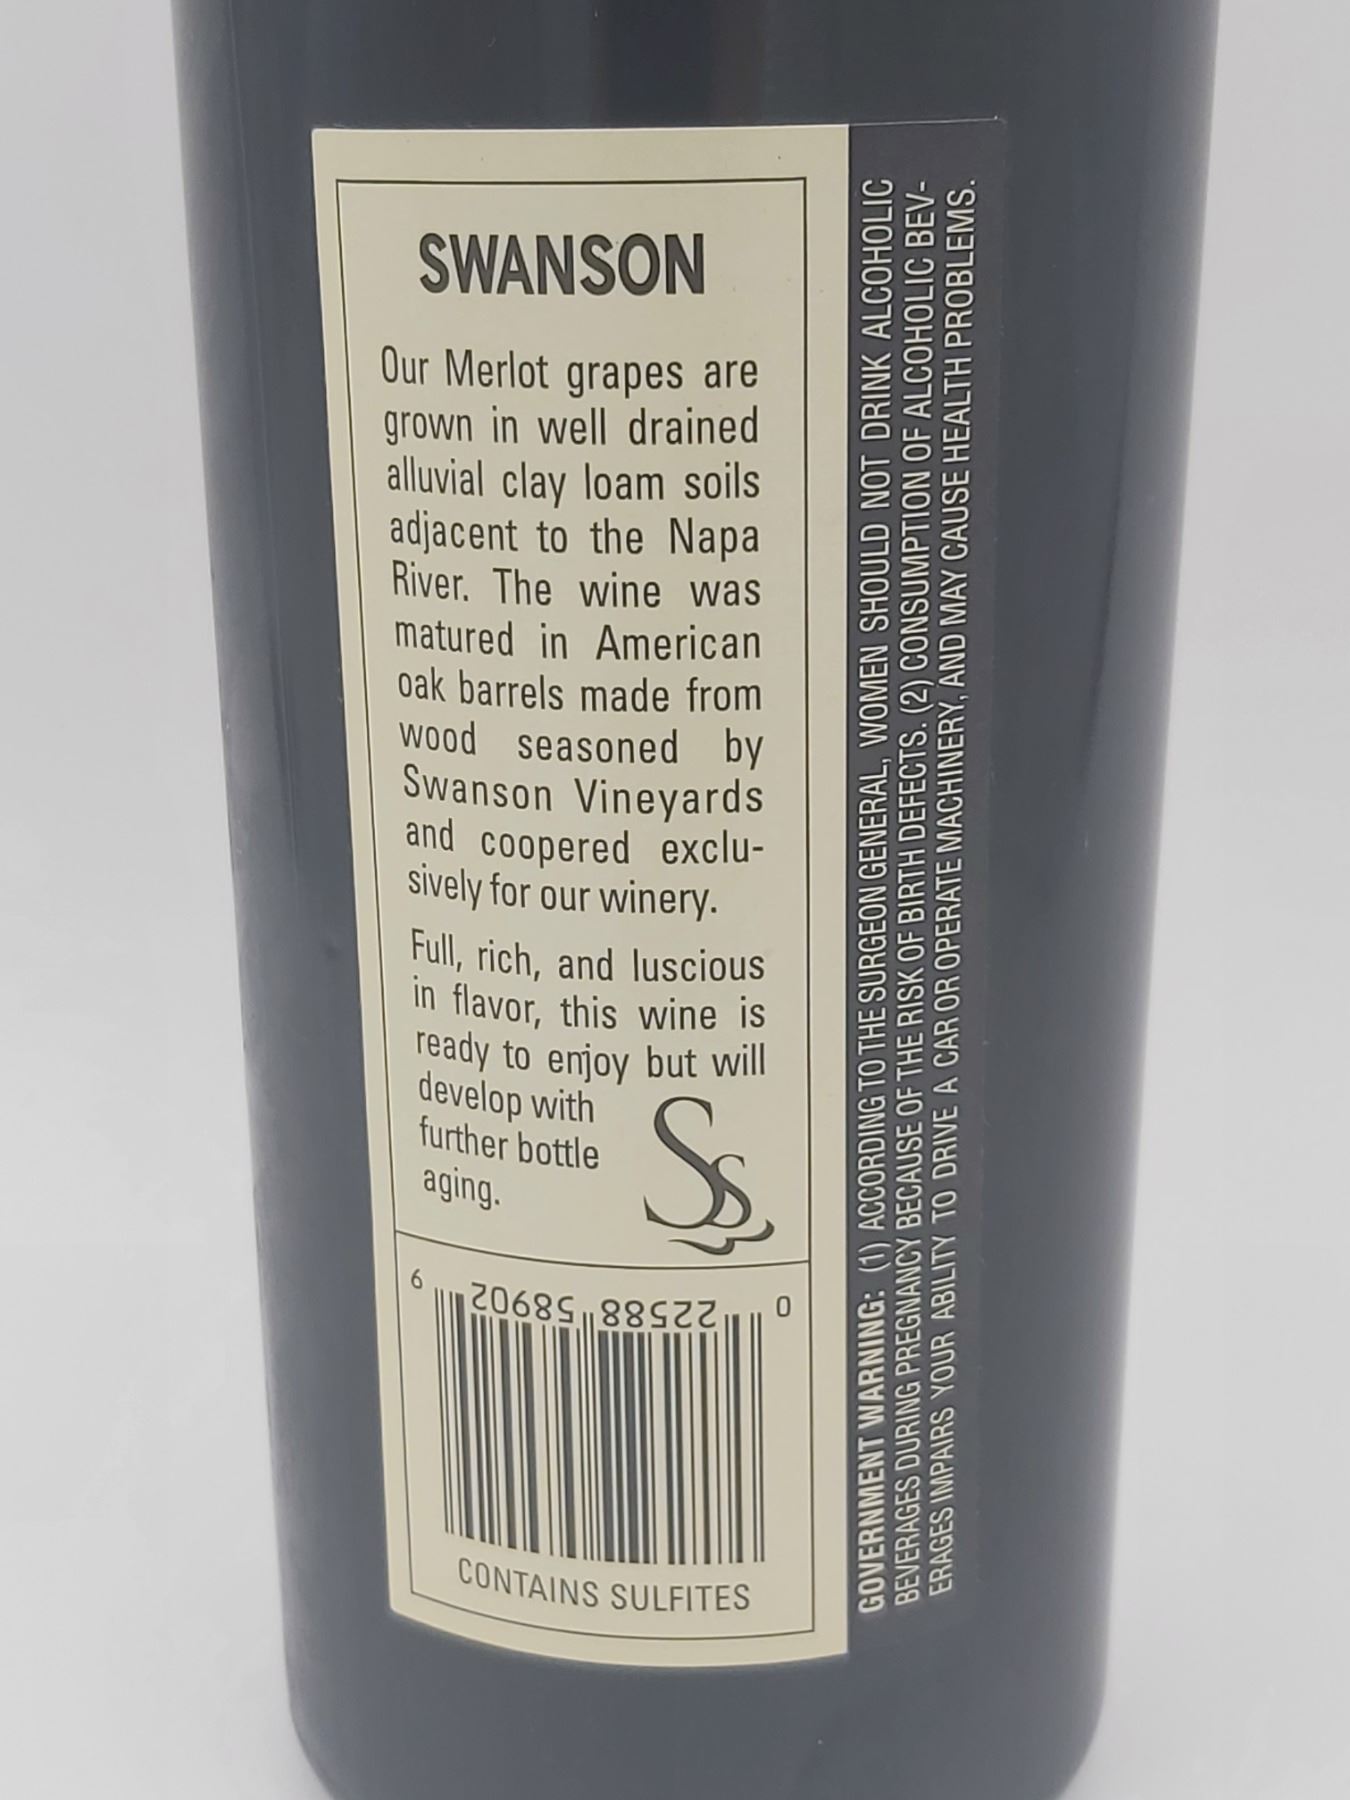 SWANSON
Our Merlot grapes are
grown in well drained
alluvial clay loam soils
adjacent to the Napa
River. The wine was
matured in American
oak barrels made from
wood seasoned by
Swanson Vineyards
and coopered exclu-
sively for our winery.
Full, rich, and luscious
in flavor, this wine is
ready to enjoy but will
develop with
further bottle
aging.
SS
0 22588 58902 9
CONTAINS SULFITES
GOVERNMENT WARNING: (1) ACCORDING TO THE SURGEON GENERAL, WOMEN SHOULD NOT DRINK ALCOHOLIC
BEVERAGES DURING PREGNANCY BECAUSE OF THE RISK OF BIRTH DEFECTS. (2) CONSUMPTION OF ALCOHOLIC BEV-
ERAGES IMPAIRS YOUR ABILITY TO DRIVE A CAR OR OPERATE MACHINERY, AND MAY CAUSE HEALTH PROBLEMS.